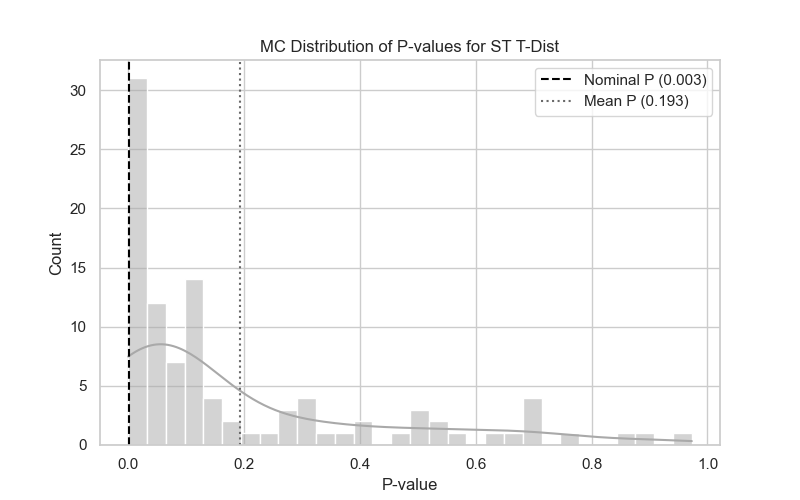 MC Distribution of P-values for ST T-Dist
Nominal P (0.003)
Mean P (0.193)
Count
30
25
20
15
10
5
0
0.0 0.2 0.4 0.6 0.8 1.0
P-value